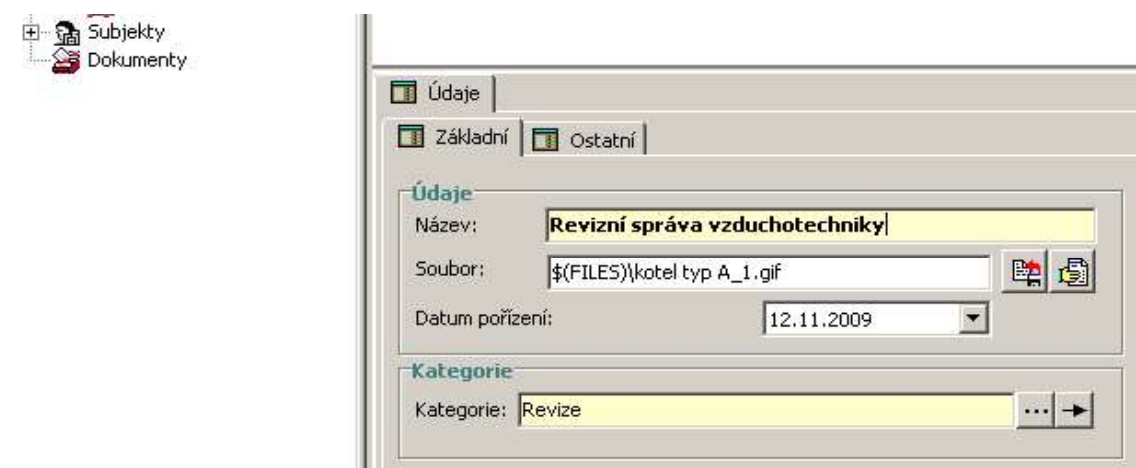 Subjekty
Dokumenty
Údaje
Základní Ostatní
Údaje
Název: Revizní správa vzduchotechniky
Soubor: $(FILES)\kotel typ A_1.gif
Datum pořízení: 12.11.2009
Kategorie
Kategorie: Revize ...